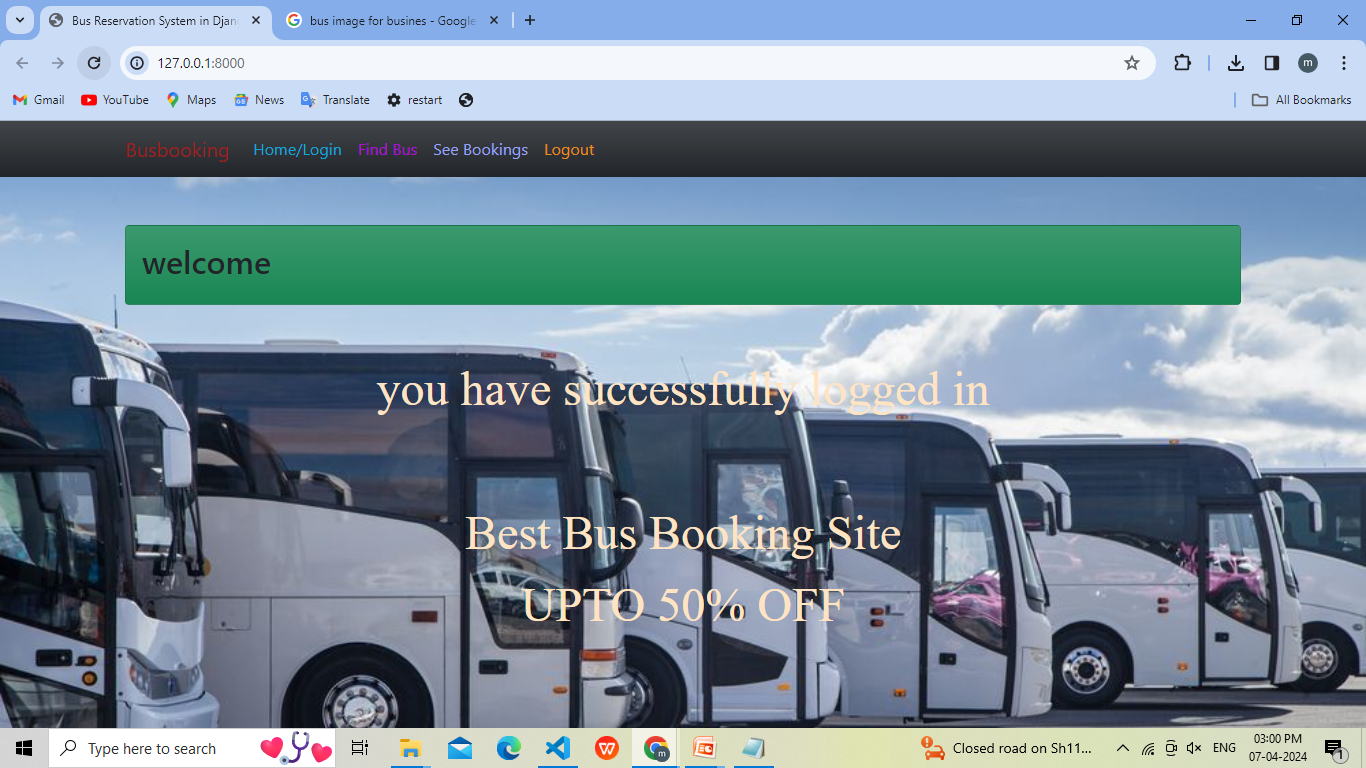 Bus Reservation System in Djan
bus image for busines - Google
127.0.0.1:8000
m
Gmail
YouTube
Maps
News
Translate
restart
All Bookmarks
Busbooking
Home/Login
Find Bus
See Bookings
Logout
welcome
you have successfully logged in
Best Bus Booking Site
UPTO 50% OFF
Type here to search
Closed road on Sh11...
ENG
03:00 PM
07-04-2024
1